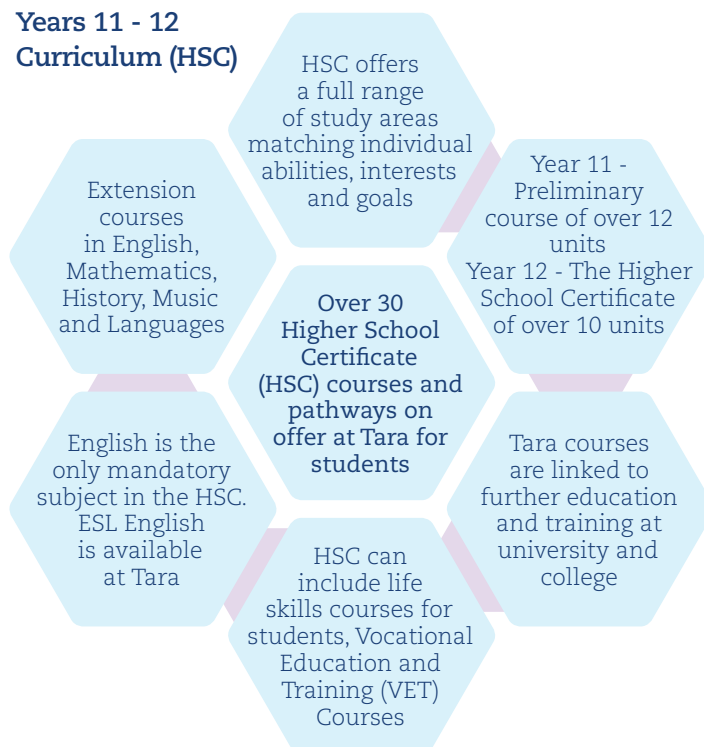 Years 11 - 12
Curriculum (HSC)
HSC offers
a full range
of study areas
matching individual
abilities, interests
and goals
Year 11 -
Preliminary
course of over 12
units
Year 12 - The Higher
School Certificate
of over 10 units
Tara courses
are linked to
further education
and training at
university and
college
HSC can
include life
skills courses for
students, Vocational
Education and
Training (VET)
Courses
English is the
only mandatory
subject in the HSC.
ESL English
is available
at Tara
Extension
courses
in English,
Mathematics,
History, Music
and Languages
Over 30
Higher School
Certificate
(HSC) courses and
pathways on
offer at Tara for
students